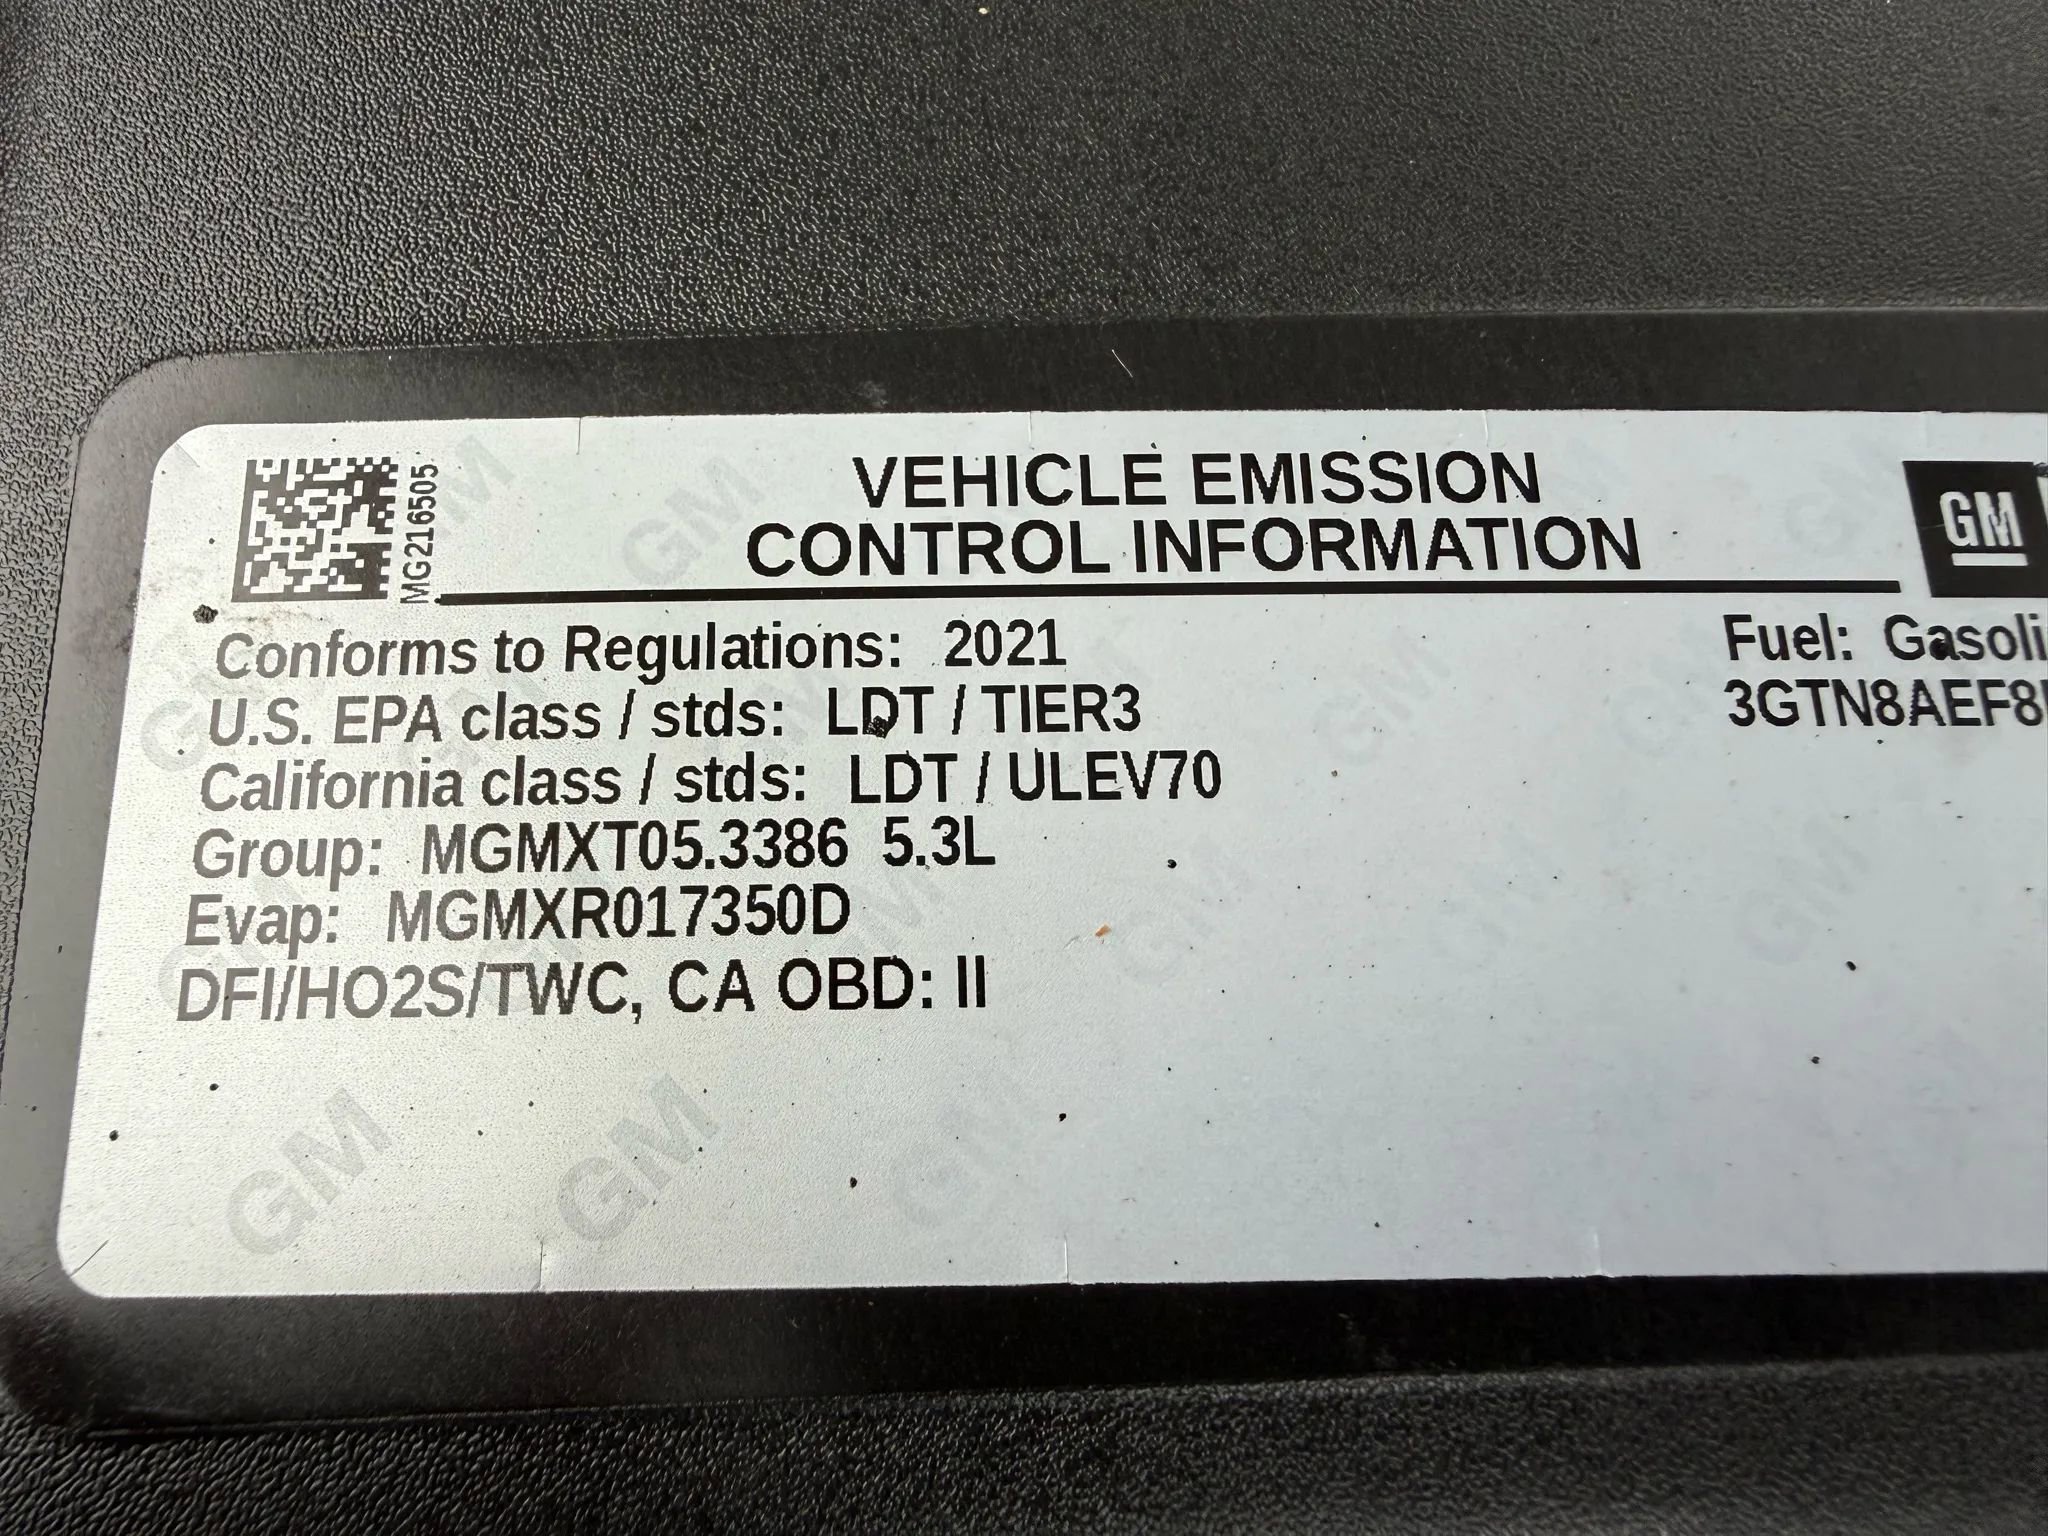 MG216505
VEHICLE EMISSION
CONTROL INFORMATION
GM
Conforms to Regulations: 2021
U.S. EPA class / stds: LDT / TIER3
California class / stds: LDT / ULEV70
Group: MGMXT05.3386 5.3L
Evap: MGMXR017350D
DFI/HO2S/TWC, CA OBD: II
Fuel: Gasoli
3GTN8AEF8